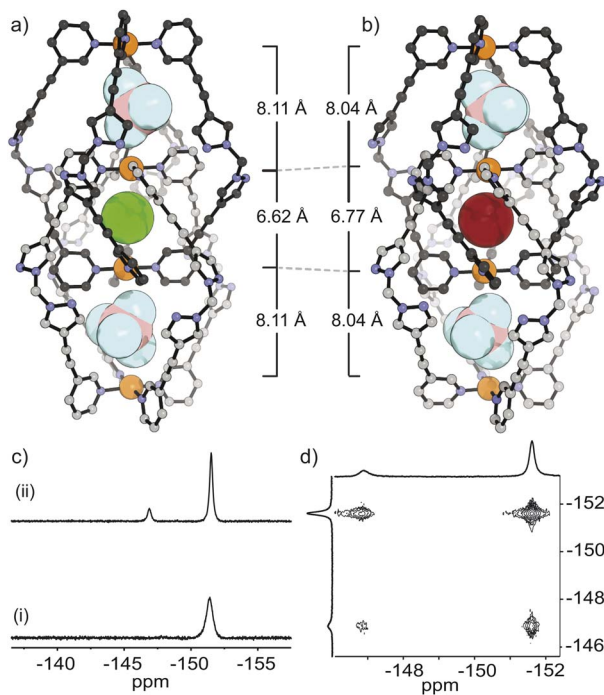 a) b)
8.11 Å 8.04 Å
6.62 Å 6.77 Å
8.11 Å 8.04 Å
c) d)
(ii)
(i)
-140 -145 -150 -155
ppm
-152
-150
-148
-146
-148 -150 -152
ppm